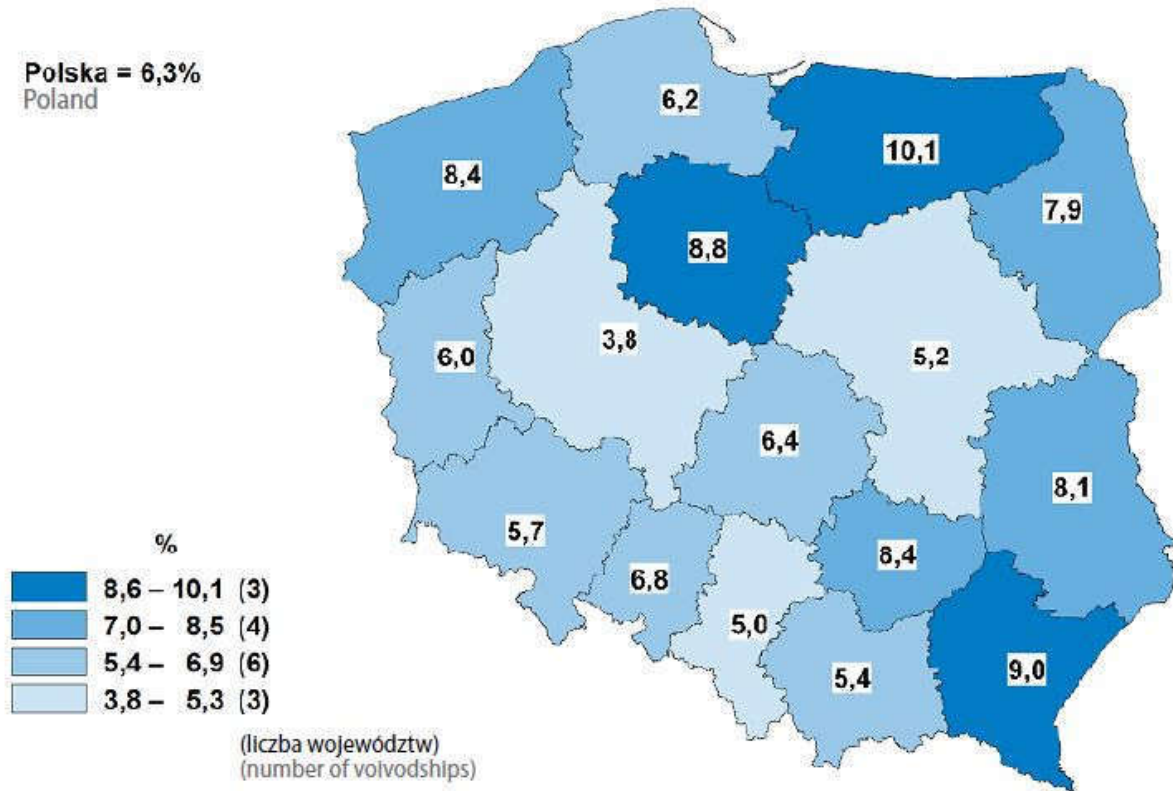 Polska = 6,3%
Poland
6,2
10,1
8,4
7,9
8,8
3,8
5,2
6,0
6,4
8,1
5,7
8,4
6,8
5,0
5,4
9,0
%
8,6 – 10,1 (3)
7,0 – 8,5 (4)
5,4 – 6,9 (6)
3,8 – 5,3 (3)
(liczba województw)
(number of voivodships)